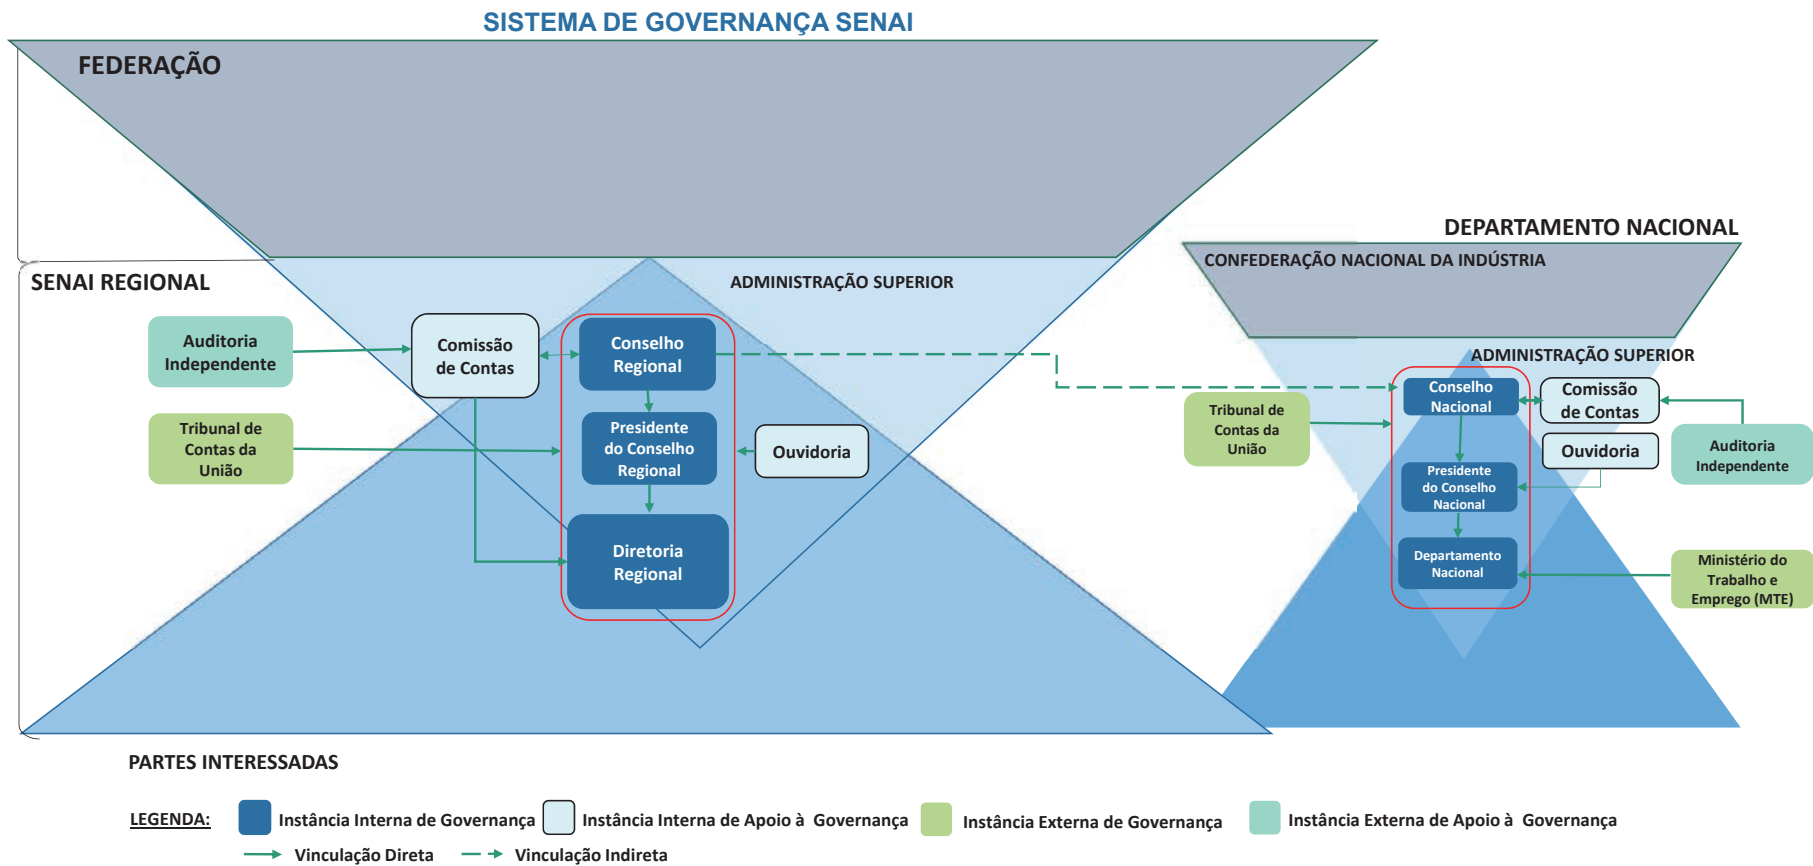 SISTEMA DE GOVERNANÇA SENAI
FEDERAÇÃO
SENAI REGIONAL
ADMINISTRAÇÃO SUPERIOR
Auditoria
Independente
Comissão
de Contas
Conselho
Regional
Tribunal de
Contas da
União
Presidente
do Conselho
Regional
Ouvidoria
Diretoria
Regional
DEPARTAMENTO NACIONAL
CONFEDERAÇÃO NACIONAL DA INDÚSTRIA
ADMINISTRAÇÃO SUPERIOR
Tribunal de
Contas da
União
Conselho
Nacional
Comissão
de Contas
Ouvidoria
Auditoria
Independente
Presidente
do Conselho
Nacional
Departamento
Nacional
Ministério do
Trabalho e
Emprego (MTE)
PARTES INTERESSADAS
LEGENDA:
Instância Interna de Governança
Instância Interna de Apoio à Governança
Instância Externa de Governança
Instância Externa de Apoio à Governança
Vinculação Direta
Vinculação Indireta